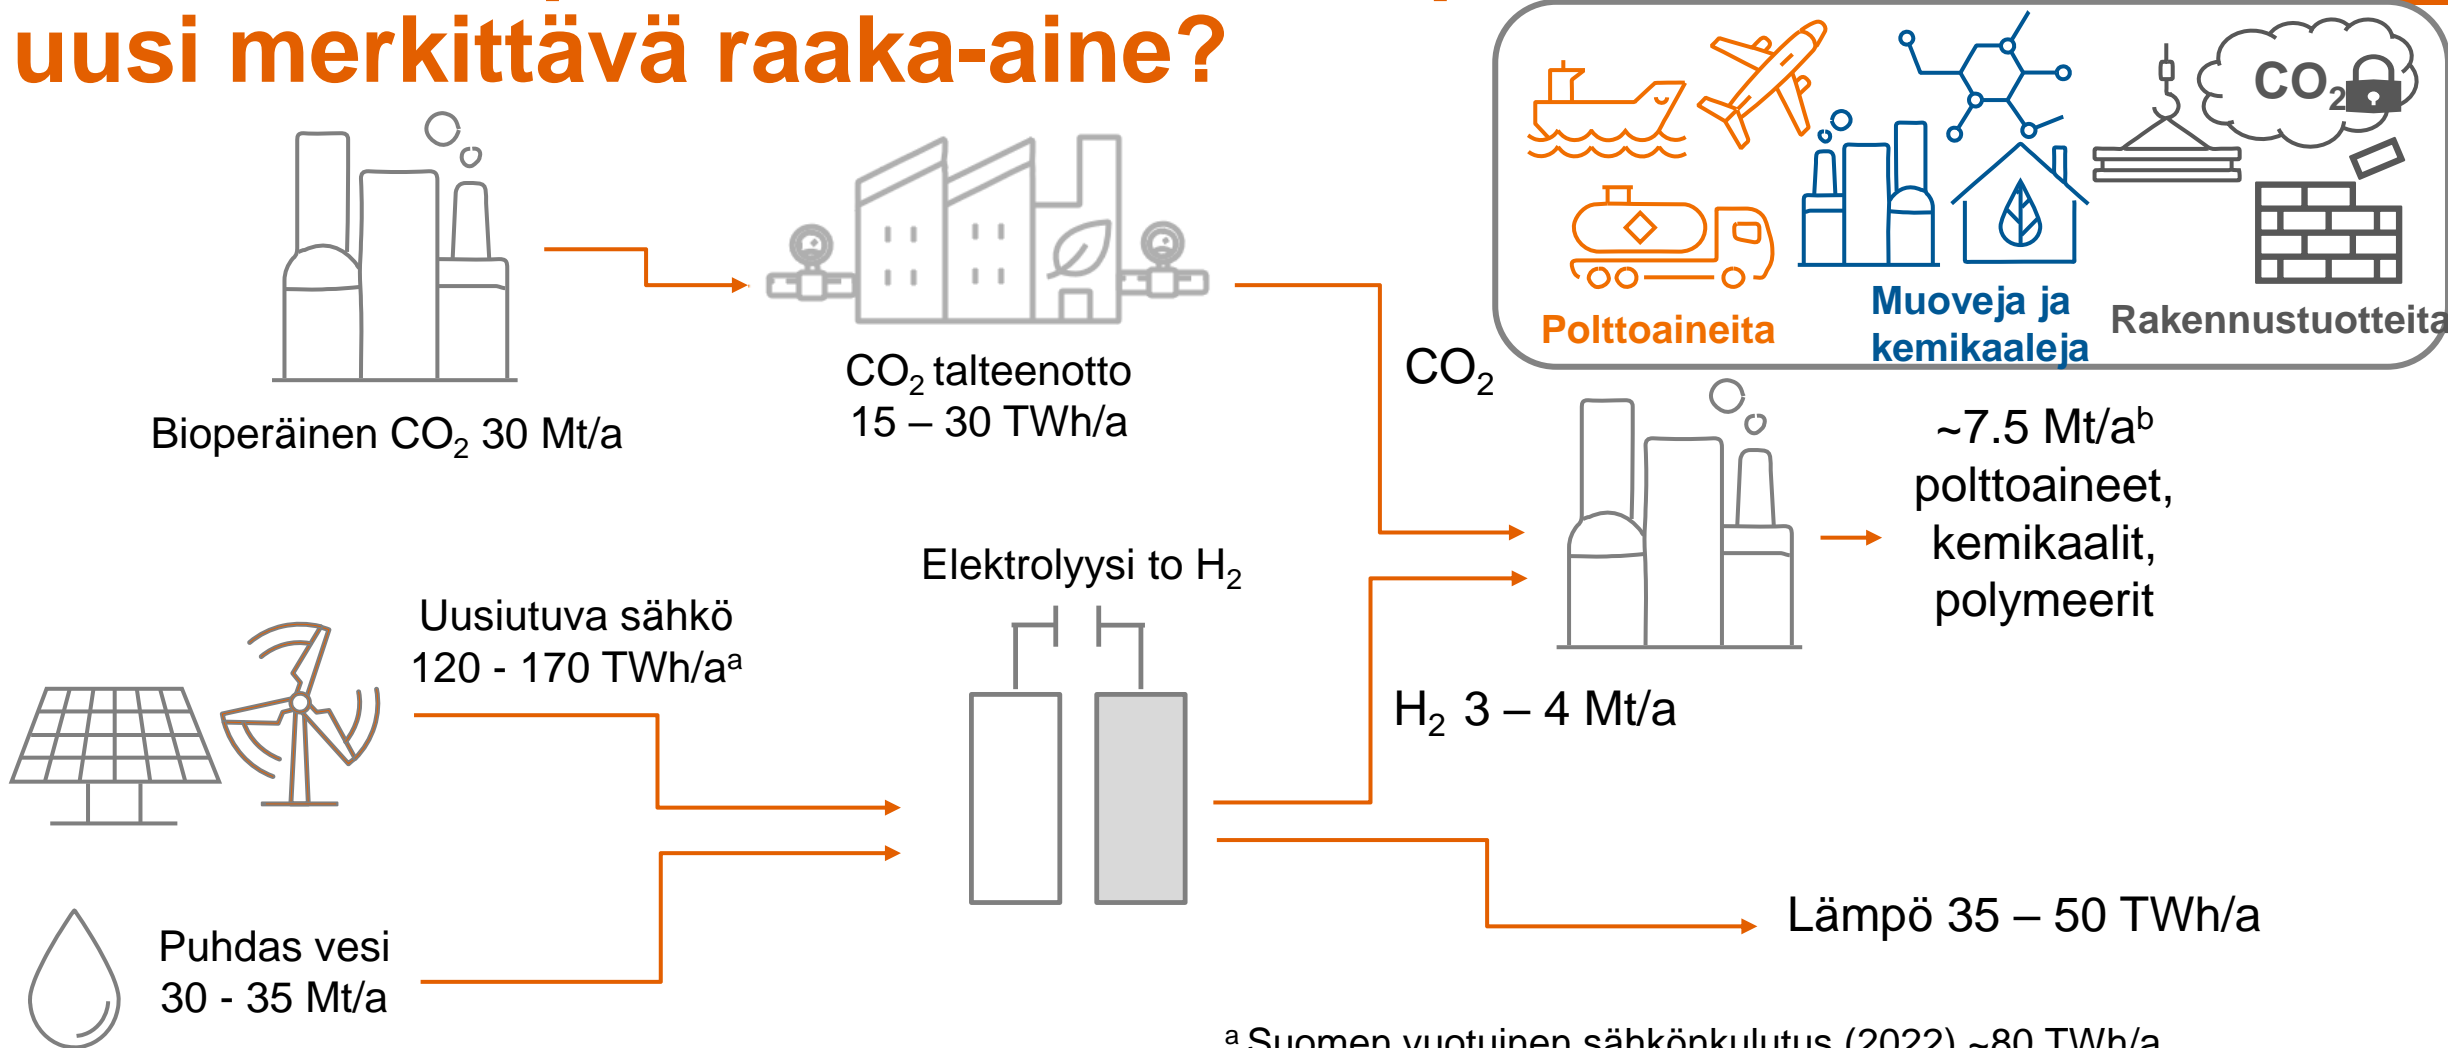 uusi merkittävä raaka-aine?
CO2
Polttoaineita
Muoveja ja
kemikaaleja
Rakennustuotteita
Bioperäinen CO2 30 Mt/a
CO2 talteenotto
15 – 30 TWh/a
CO2
~7.5 Mt/ab
polttoaineet,
kemikaalit,
polymeerit
Elektrolyysi to H2
Uusiutuva sähkö
120 - 170 TWh/aa
H2 3 – 4 Mt/a
Lämpö 35 – 50 TWh/a
Puhdas vesi
30 - 35 Mt/a
a Suomen vuotuinen sähkönkulutus (2022) ~80 TWh/a